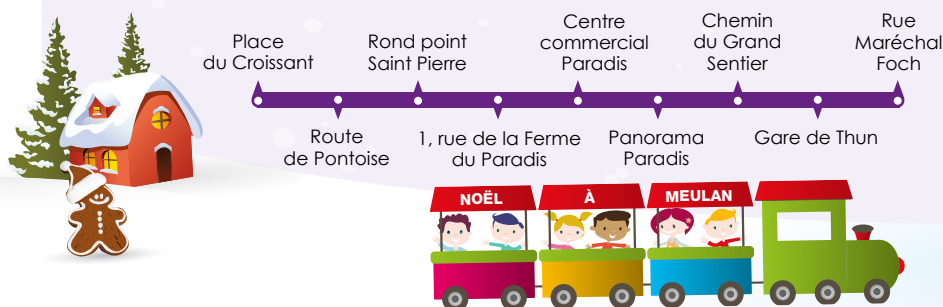 Place
du Croissant
Route
de Pontoise
Rond point
Saint Pierre
1, rue de la Ferme
du Paradis
Centre
commercial
Paradis
Panorama
Paradis
Chemin
du Grand
Sentier
Gare de Thun
Rue
Maréchal
Foch
NOËL À MEULAN